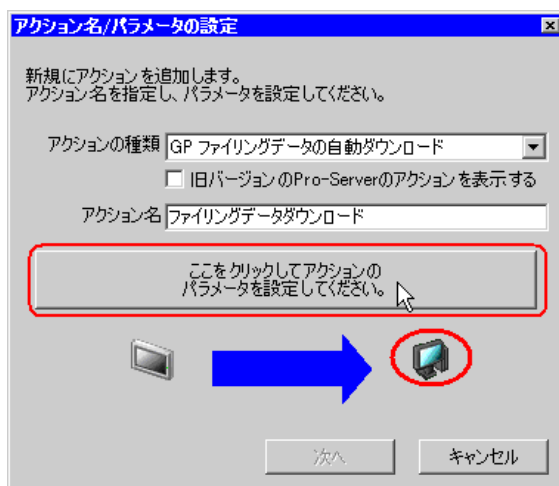 アクション名/パラメータの設定
新規にアクションを追加します。
アクション名を指定し、パラメータを設定してください。
アクションの種類 GP ファイリングデータの自動ダウンロード
旧バージョンのPro-Serverのアクションを表示する
アクション名 ファイリングデータダウンロード
ここをクリックしてアクションの
パラメータを設定してください。
次へ キャンセル